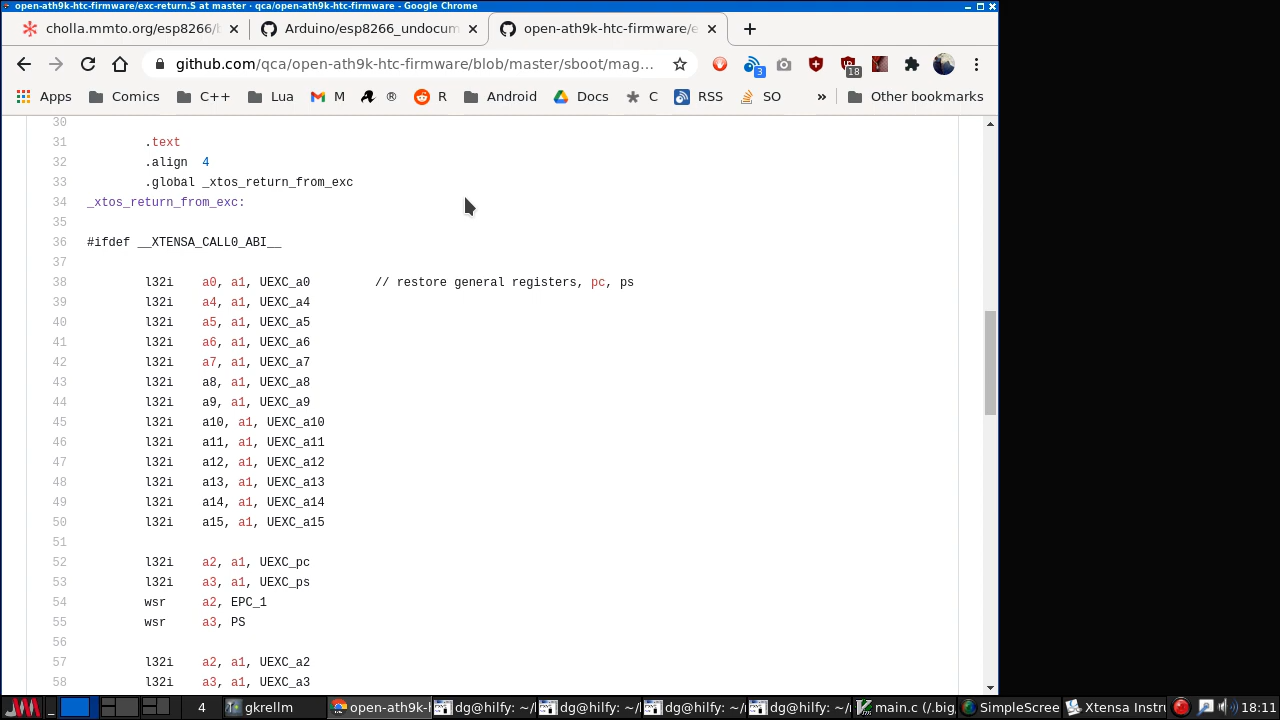 open-ath9k-htc-firmware/exc-return.S at master · qca/open-ath9k-htc-firmware - Google Chrome
cholla.mmto.org/esp8266/ Arduino/esp8266_undocum open-ath9k-htc-firmware/e
github.com/qca/open-ath9k-htc-firmware/blob/master/sboot/mag... 3 18
Apps Comics C++ Lua M ® R Android Docs C RSS SO » Other bookmarks
30
31 .text
32 .align 4
33 .global _xtos_return_from_exc
34 _xtos_return_from_exc:
35
36 #ifdef __XTENSA_CALL0_ABI__
37
38 l32i a0, a1, UEXC_a0 // restore general registers, pc, ps
39 l32i a4, a1, UEXC_a4
40 l32i a5, a1, UEXC_a5
41 l32i a6, a1, UEXC_a6
42 l32i a7, a1, UEXC_a7
43 l32i a8, a1, UEXC_a8
44 l32i a9, a1, UEXC_a9
45 l32i a10, a1, UEXC_a10
46 l32i a11, a1, UEXC_a11
47 l32i a12, a1, UEXC_a12
48 l32i a13, a1, UEXC_a13
49 l32i a14, a1, UEXC_a14
50 l32i a15, a1, UEXC_a15
51
52 l32i a2, a1, UEXC_pc
53 l32i a3, a1, UEXC_ps
54 wsr a2, EPC_1
55 wsr a3, PS
56
57 l32i a2, a1, UEXC_a2
58 l32i a3, a1, UEXC_a3
4 gkrellm open-ath9k-h dg@hilfy: ~/ dg@hilfy: ~/ dg@hilfy: ~/ dg@hilfy: ~/ main.c (/.big SimpleScree Xtensa Instr 18:11